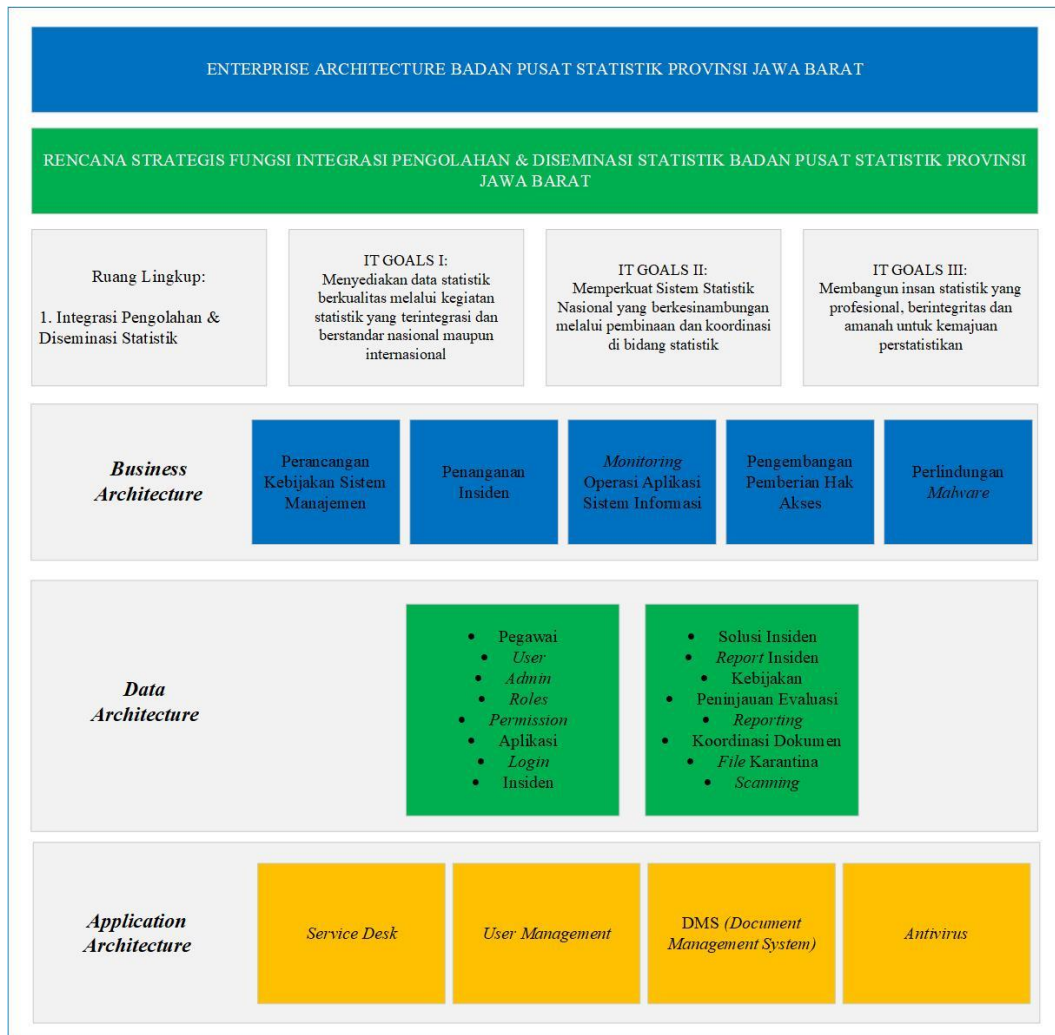 ENTERPRISE ARCHITECTURE BADAN PUSAT STATISTIK PROVINSI JAWA BARAT
RENCANA STRATEGIS FUNGSI INTEGRASI PENGOLAHAN & DISEMINASI STATISTIK BADAN PUSAT STATISTIK PROVINSI
JAWA BARAT
Ruang Lingkup:
1. Integrasi Pengolahan &
Diseminasi Statistik
IT GOALS I:
Menyediakan data statistik
berkualitas melalui kegiatan
statistik yang terintegrasi dan
berstandar nasional maupun
internasional
IT GOALS II:
Memperkuat Sistem Statistik
Nasional yang berkesinambungan
melalui pembinaan dan koordinasi
di bidang statistik
IT GOALS III:
Membangun insan statistik yang
profesional, berintegritas dan
amanah untuk kemajuan
perstatistikan
Business
Architecture
Perancangan
Kebijakan Sistem
Manajemen
Penanganan
Insiden
Monitoring
Operasi Aplikasi
Sistem Informasi
Pengembangan
Pemberian Hak
Akses
Perlindungan
Malware
Data
Architecture
• Pegawai
• User
• Admin
• Roles
• Permission
• Aplikasi
• Login
• Insiden
• Solusi Insiden
• Report Insiden
• Kebijakan
• Peninjauan Evaluasi
• Reporting
• Koordinasi Dokumen
• File Karantina
• Scanning
Application
Architecture
Service Desk
User Management
DMS (Document
Management System)
Antivirus